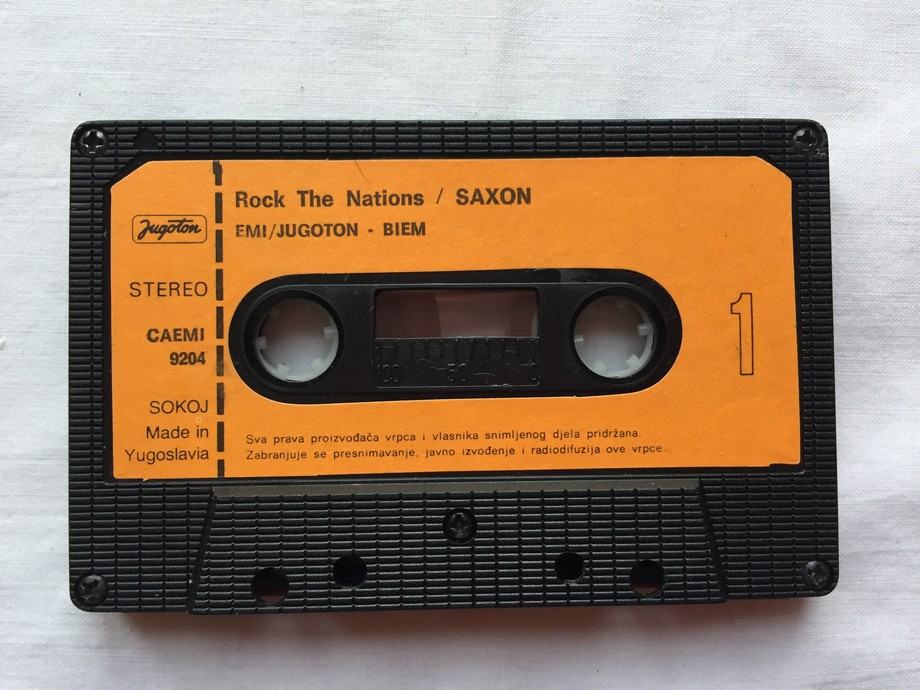 Rock The Nations / SAXON
EMI/JUGOTON - BIEM
Jugoton
STEREO
CAEMI
9204
SOKOJ
Made in
Yugoslavia
1
100 50 0
Sva prava proizvođača vrpca i vlasnika snimljenog djela pridržana.
Zabranjuje se presnimavanje, javno izvođenje i radiodifuzija ove vrpce.